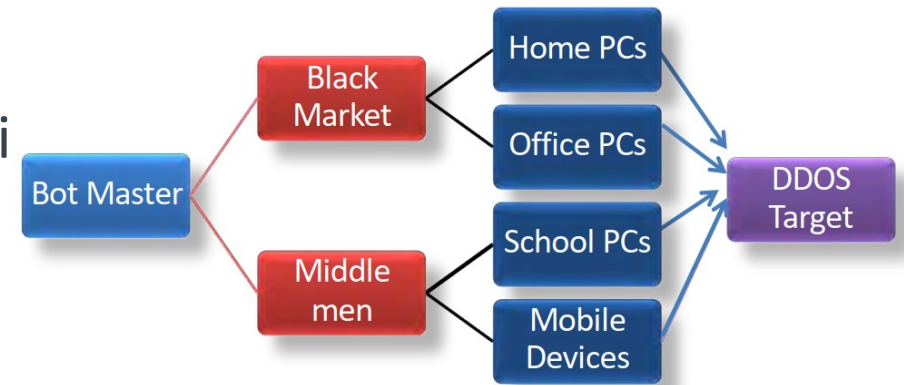 i
Bot Master
Black
Market
Middle
men
Home PCs
Office PCs
School PCs
Mobile
Devices
DDOS
Target